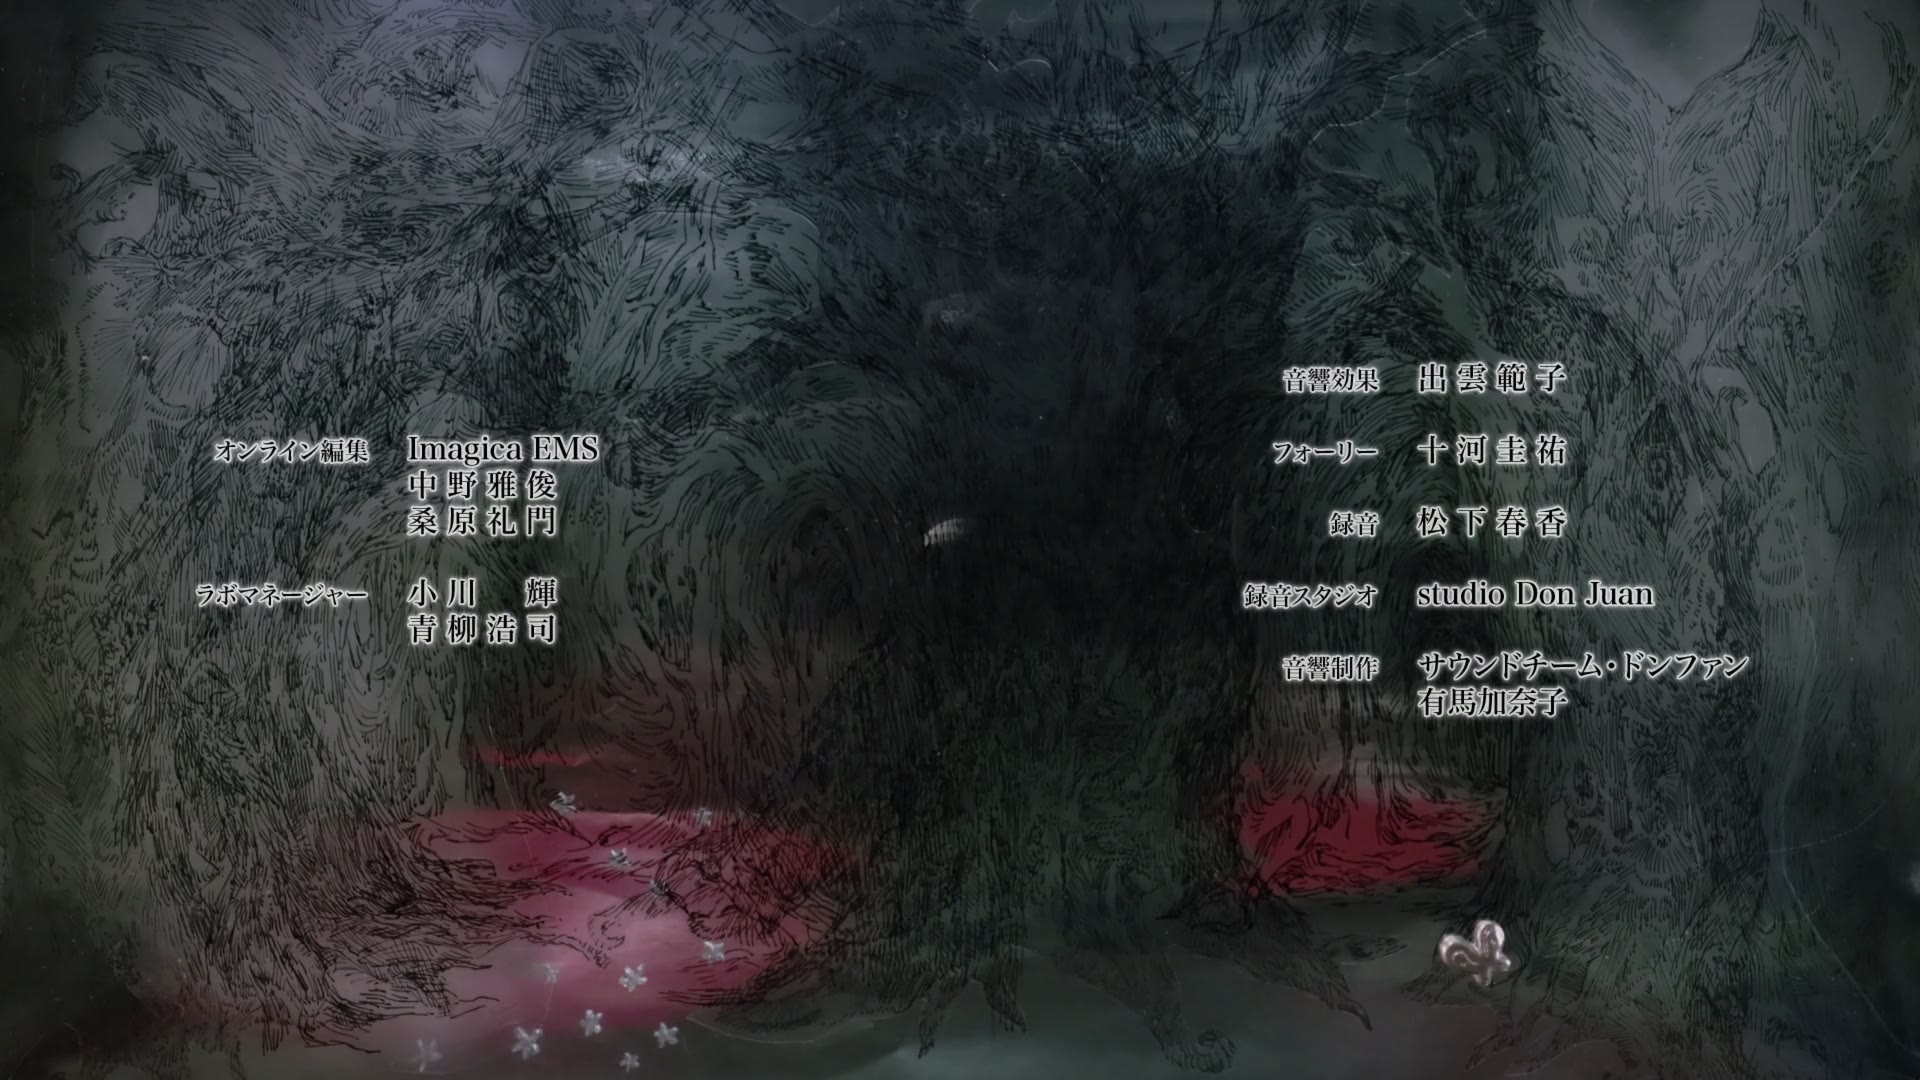 オンライン編集 Imagica EMS
中野雅俊
桑原礼門
ラボマネージャー 小川 輝
青柳浩司
音響効果 出雲範子
フォーリー 十河圭祐
録音 松下春香
録音スタジオ studio Don Juan
音響制作 サウンドチーム・ドンファン
有馬加奈子